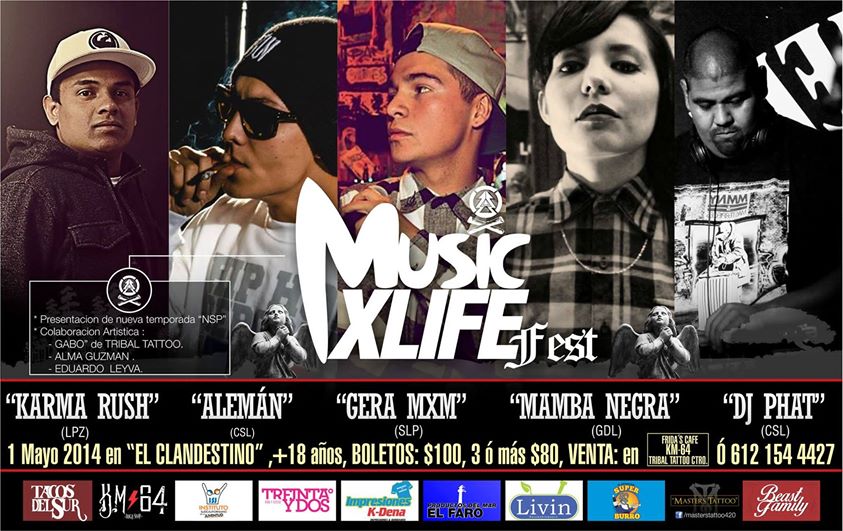 MUSIC
XLIFE
Fest
* Presentacion de nueva temporada "NSP"
* Colaboracion Artistica :
- GABO" de TRIBAL TATTOO.
- ALMA GUZMAN .
- EDUARDO LEYVA.
"KARMA RUSH" "ALEMÁN" "GERA MXM" "MAMBA NEGRA" "DJ PHAT"
(LPZ) (CSL) (SLP) (GDL) (CSL)
1 Mayo 2014 en "EL CLANDESTINO" ,+18 años, BOLETOS: $100, 3 ó más $80, VENTA: en
FRIDA'S CAFE
KM-64
TRIBAL TATTOO CTRO.
Ó 612 154 4427
TACOS
DEL SUR
KM 64
INSTITUTO
TREINTA
Y DOS
Impresiones
K-Dena
PRODUCTOS DEL MAR
EL FARO
Livin
SUPER
BURRO
MASTERS TATTOO
/masterstattoo420
Beast
Family